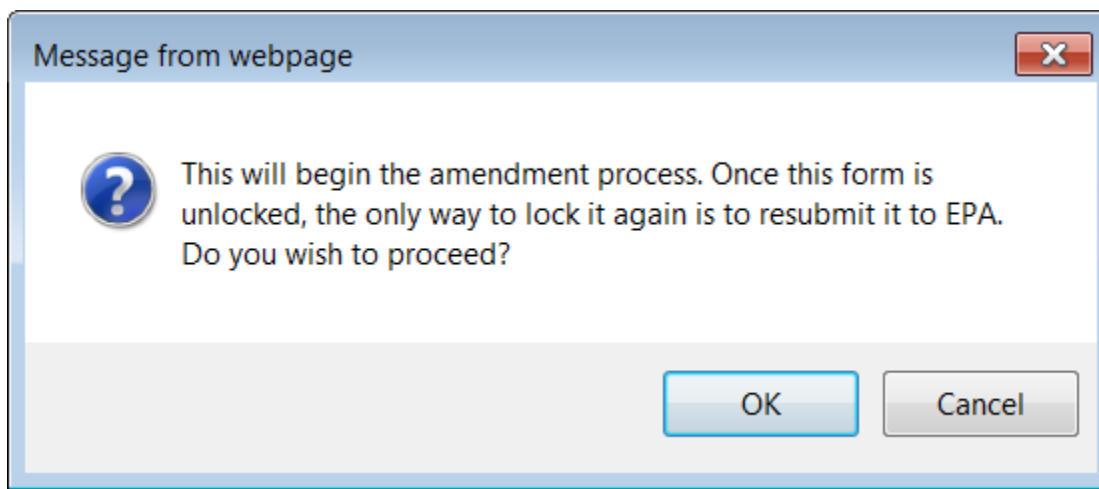 Message from webpage
This will begin the amendment process. Once this form is
unlocked, the only way to lock it again is to resubmit it to EPA.
Do you wish to proceed?
OK
Cancel